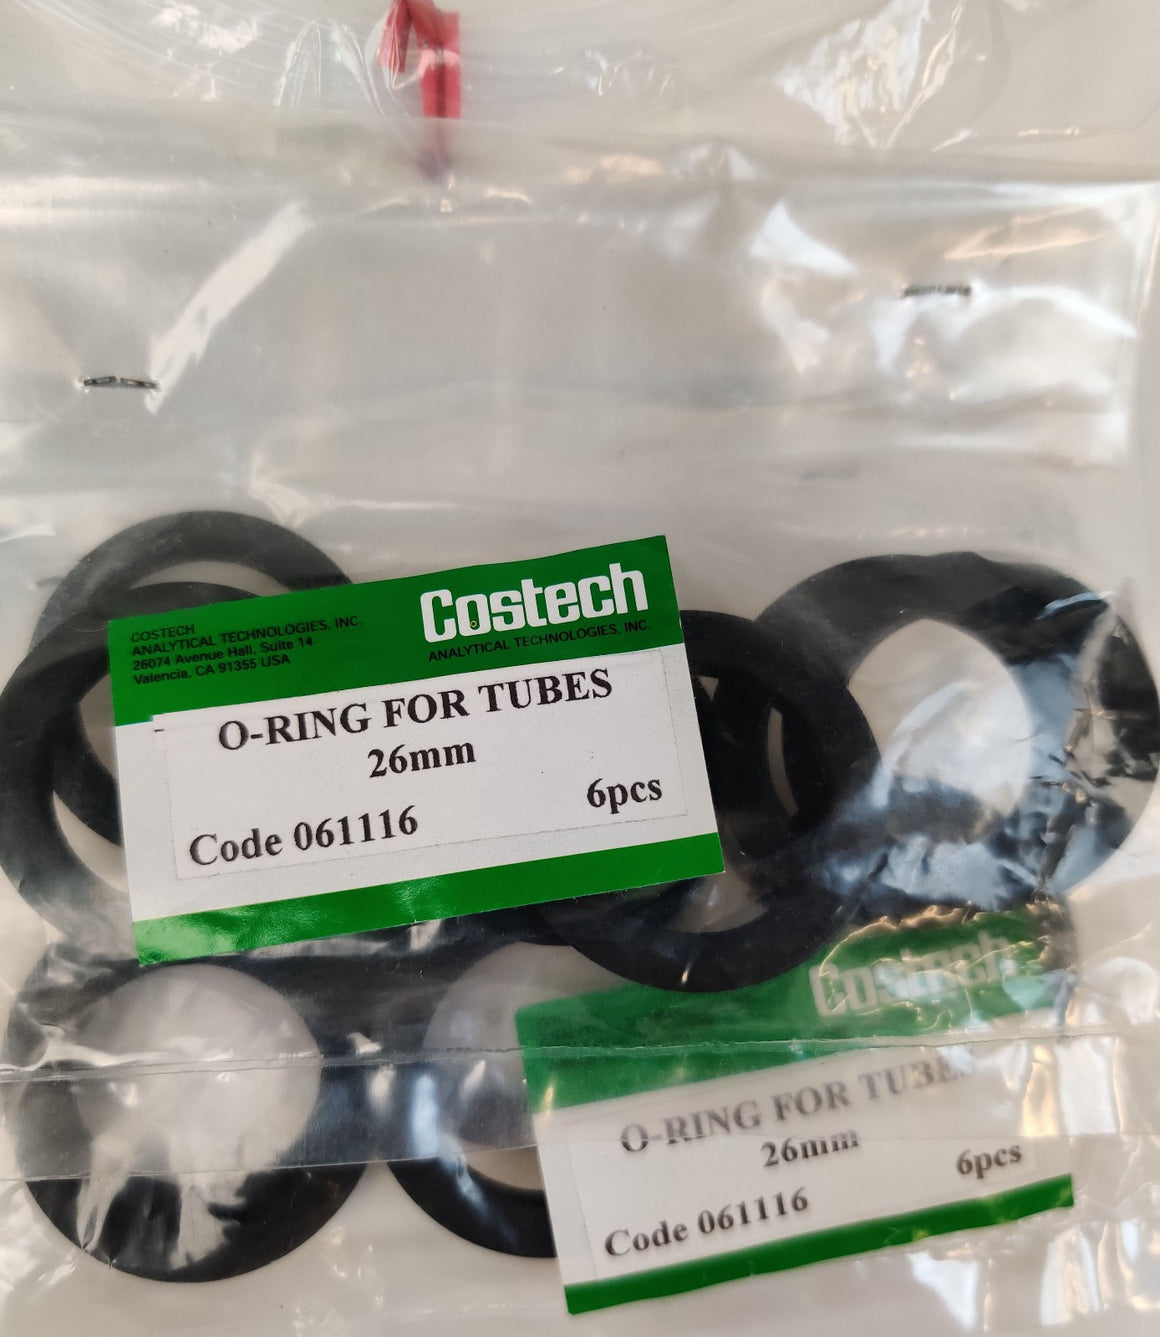 COSTECH
ANALYTICAL TECHNOLOGIES, INC.
26074 Avenue Hall, Suite 14
Valencia, CA 91355 USA
Costech
ANALYTICAL TECHNOLOGIES, INC.
O-RING FOR TUBES
26mm
6pcs
Code 061116
Costech
O-RING FOR TUBES
26mm
6pcs
Code 061116